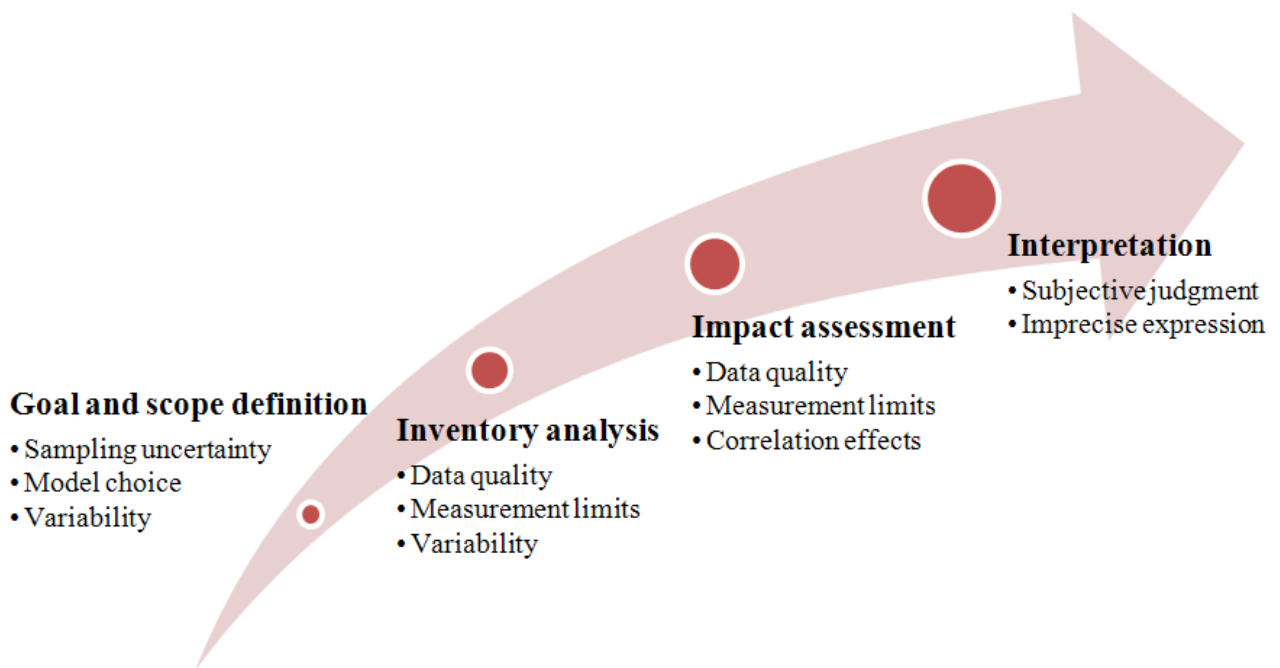 Goal and scope definition
• Sampling uncertainty
• Model choice
• Variability
Inventory analysis
• Data quality
• Measurement limits
• Variability
Impact assessment
• Data quality
• Measurement limits
• Correlation effects
Interpretation
• Subjective judgment
• Imprecise expression